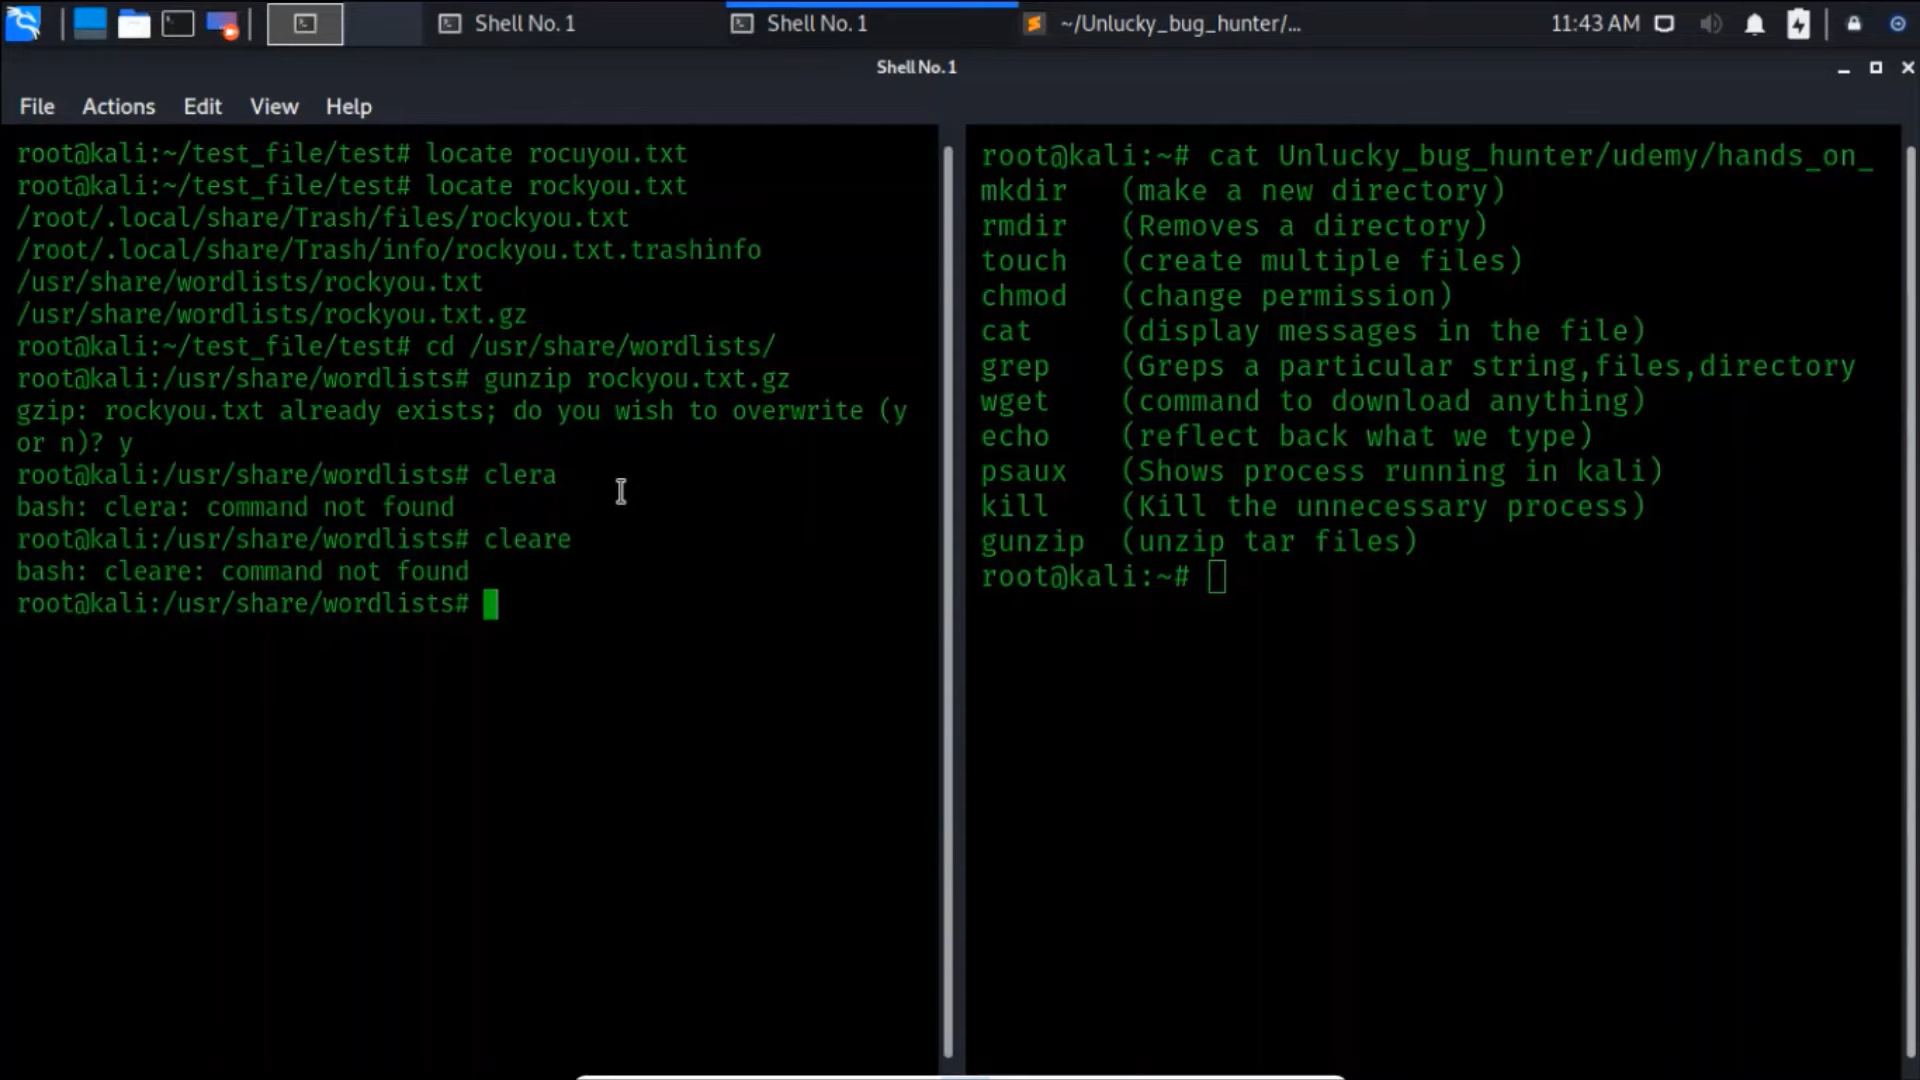 Shell No. 1
Shell No. 1
~/Unlucky_bug_hunter/...
11:43 AM
Shell No. 1
File Actions Edit View Help
root@kali:~/test_file/test# locate rocuyou.txt
root@kali:~/test_file/test# locate rockyou.txt
/root/.local/share/Trash/files/rockyou.txt
/root/.local/share/Trash/info/rockyou.txt.trashinfo
/usr/share/wordlists/rockyou.txt
/usr/share/wordlists/rockyou.txt.gz
root@kali:~/test_file/test# cd /usr/share/wordlists/
root@kali:/usr/share/wordlists# gunzip rockyou.txt.gz
gzip: rockyou.txt already exists; do you wish to overwrite (y
or n)? y
root@kali:/usr/share/wordlists# clera
bash: clera: command not found
root@kali:/usr/share/wordlists# cleare
bash: cleare: command not found
root@kali:/usr/share/wordlists#
root@kali:~# cat Unlucky_bug_hunter/udemy/hands_on_
mkdir (make a new directory)
rmdir (Removes a directory)
touch (create multiple files)
chmod (change permission)
cat (display messages in the file)
grep (Greps a particular string,files,directory
wget (command to download anything)
echo (reflect back what we type)
psaux (Shows process running in kali)
kill (Kill the unnecessary process)
gunzip (unzip tar files)
root@kali:~#